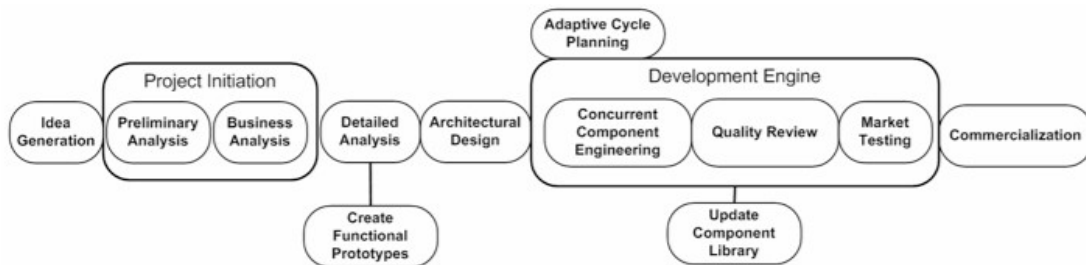 Adaptive Cycle
Planning
Project Initiation
Development Engine
Idea
Generation
Preliminary
Analysis
Business
Analysis
Detailed
Analysis
Architectural
Design
Concurrent
Component
Engineering
Quality Review
Market
Testing
Commercialization
Create
Functional
Prototypes
Update
Component
Library